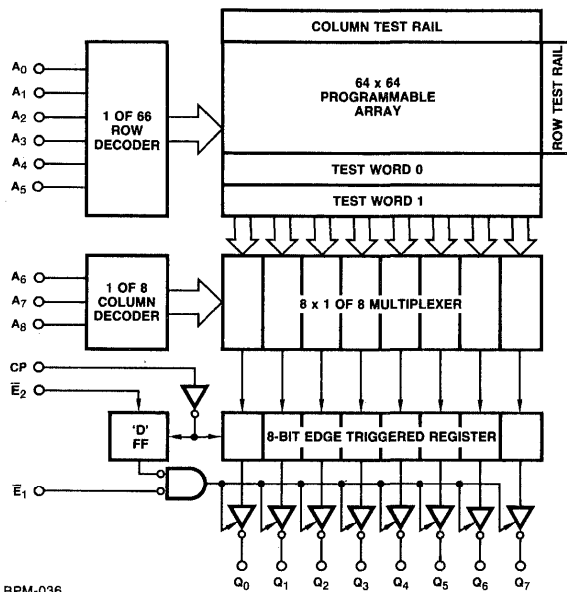 COLUMN TEST RAIL
64 x 64
PROGRAMMABLE
ARRAY
ROW TEST RAIL
TEST WORD 0
TEST WORD 1
A0
A1
A2
A3
A4
A5
1 OF 66
ROW
DECODER
A6
A7
A8
1 OF 8
COLUMN
DECODER
8 x 1 OF 8 MULTIPLEXER
CP
E̅2
'D'
FF
8-BIT EDGE TRIGGERED REGISTER
E̅1
Q0 Q1 Q2 Q3 Q4 Q5 Q6 Q7
BPM-036